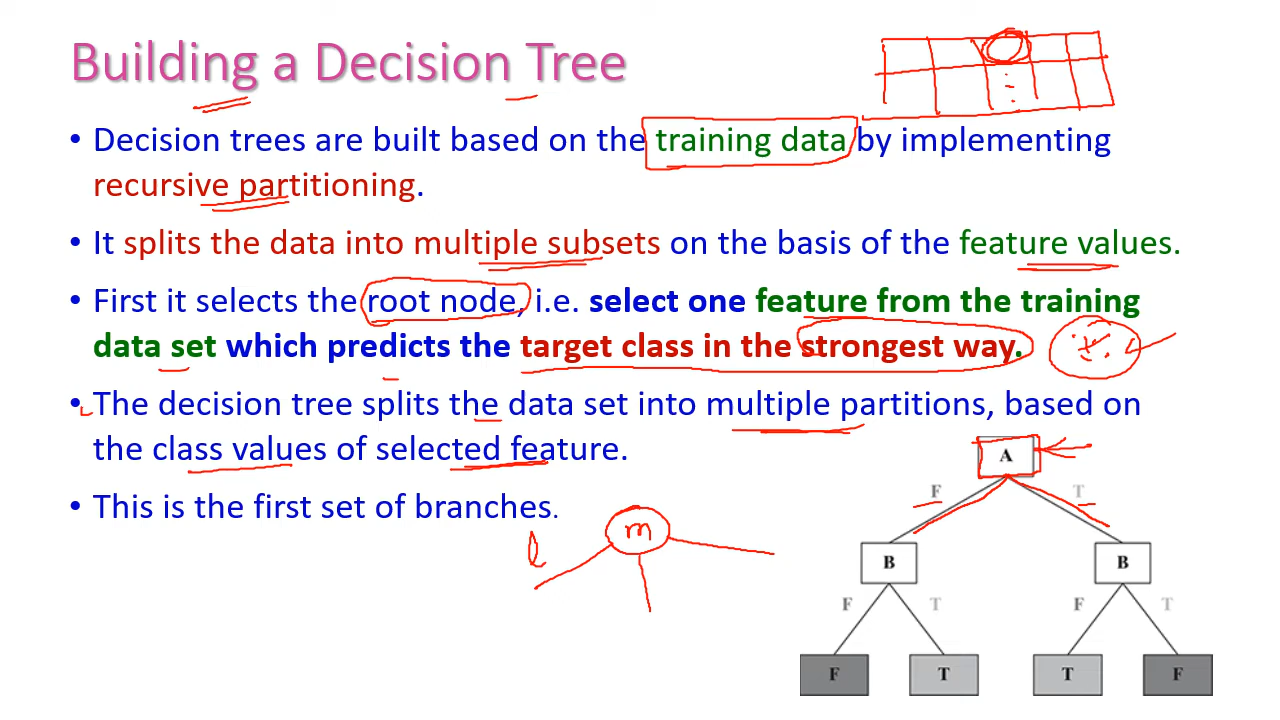 Building a Decision Tree
• Decision trees are built based on the training data by implementing
recursive partitioning.
• It splits the data into multiple subsets on the basis of the feature values.
• First it selects the root node, i.e. select one feature from the training
data set which predicts the target class in the strongest way.
• The decision tree splits the data set into multiple partitions, based on
the class values of selected feature.
• This is the first set of branches.
A
F T
l m
B B
F T F T
F T T F